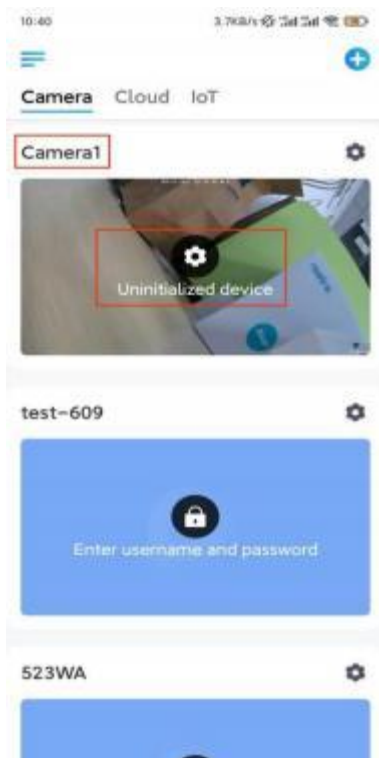 10:40
Camera Cloud IoT
Camera1
Uninitialized device
test-609
Enter username and password
523WA